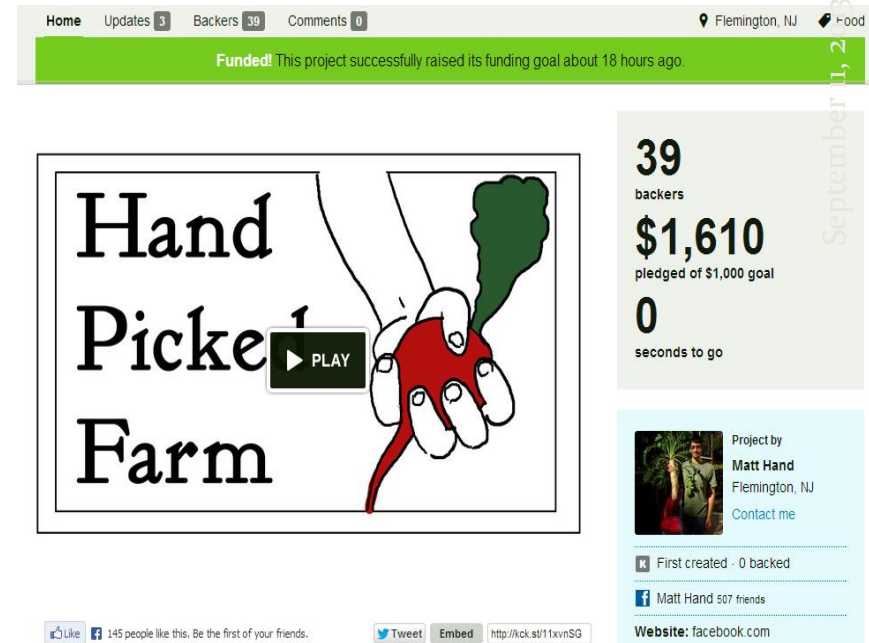 Home Updates 3 Backers 39 Comments 0 Flemington, NJ Food
Funded! This project successfully raised its funding goal about 18 hours ago.
Hand
Picked
Farm
PLAY
39
backers
$1,610
pledged of $1,000 goal
0
seconds to go
Project by
Matt Hand
Flemington, NJ
Contact me
First created · 0 backed
Matt Hand 507 friends
Website: facebook.com
Like 145 people like this. Be the first of your friends. Tweet Embed http://kck.st/11xvnSG
September 11,